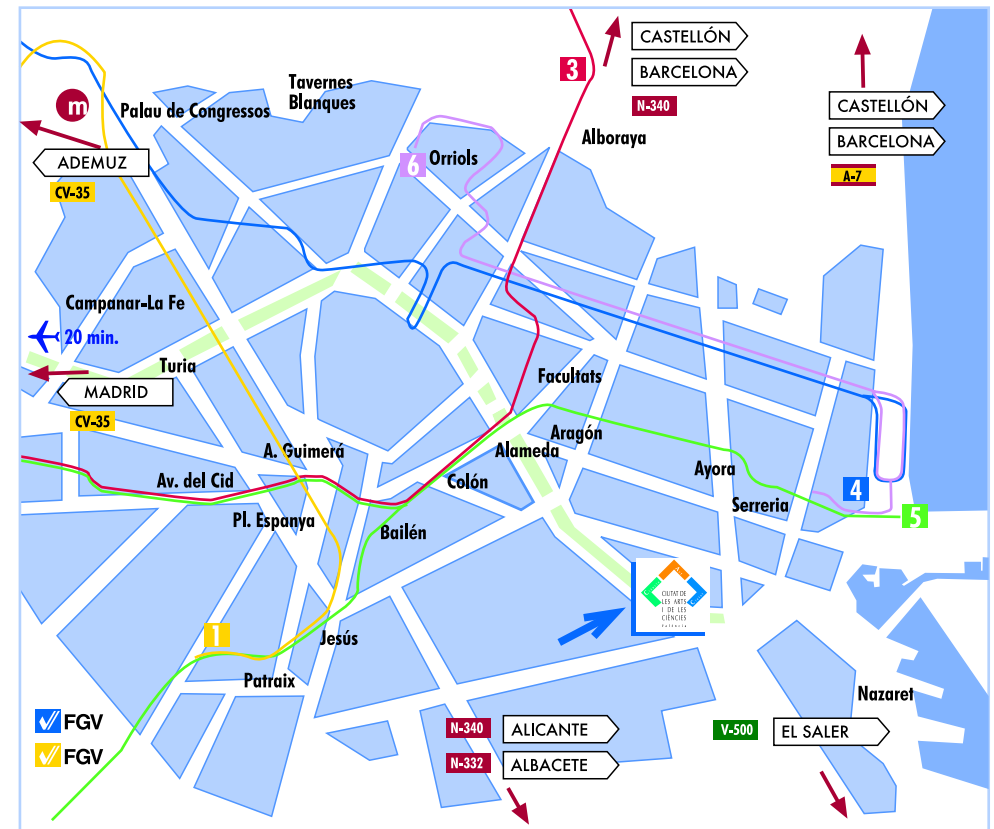 CASTELLÓN
BARCELONA
N-340
3
CASTELLÓN
BARCELONA
A-7
Tavernes
Blanques
m
Palau de Congressos
Alboraya
6
Orriols
ADEMUZ
CV-35
Campanar-La Fe
20 min.
Turia
MADRID
CV-35
Facultats
A. Guimerá
Aragón
Alameda
Av. del Cid
Colón
Ayora
4
Serreria
5
Pl. Espanya
Bailén
CIUTAT DE
LES ARTS
I DE LES
CIÈNCIES
València
1
Jesús
Patraix
Nazaret
FGV
FGV
N-340
ALICANTE
N-332
ALBACETE
V-500
EL SALER